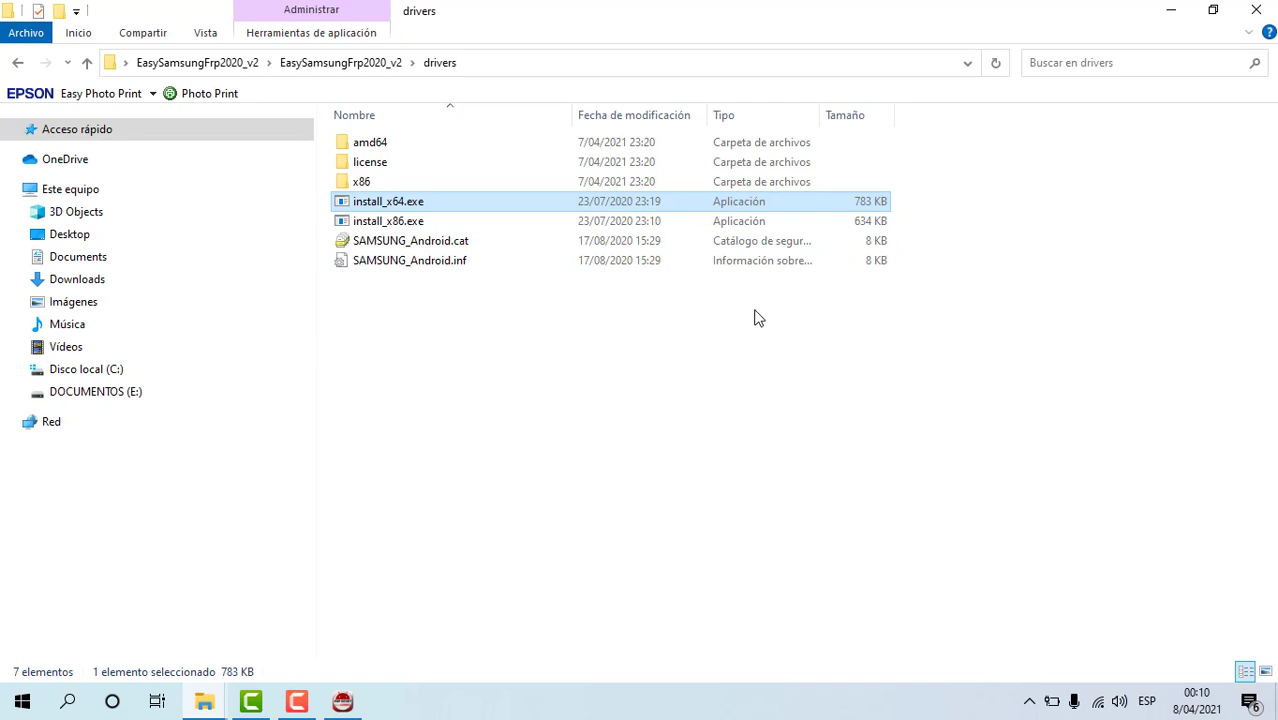 Administrar
drivers
Archivo Inicio Compartir Vista Herramientas de aplicación
EasySamsungFrp2020_v2 EasySamsungFrp2020_v2 drivers
Buscar en drivers
EPSON Easy Photo Print Photo Print
Nombre Fecha de modificación Tipo Tamaño
Acceso rápido
OneDrive
Este equipo
3D Objects
Desktop
Documents
Downloads
Imágenes
Música
Vídeos
Disco local (C:)
DOCUMENTOS (E:)
Red
amd64 7/04/2021 23:20 Carpeta de archivos
license 7/04/2021 23:20 Carpeta de archivos
x86 7/04/2021 23:20 Carpeta de archivos
install_x64.exe 23/07/2020 23:19 Aplicación 783 KB
install_x86.exe 23/07/2020 23:10 Aplicación 634 KB
SAMSUNG_Android.cat 17/08/2020 15:29 Catálogo de segur... 8 KB
SAMSUNG_Android.inf 17/08/2020 15:29 Información sobre... 8 KB
7 elementos 1 elemento seleccionado 783 KB
ESP
00:10
8/04/2021
6